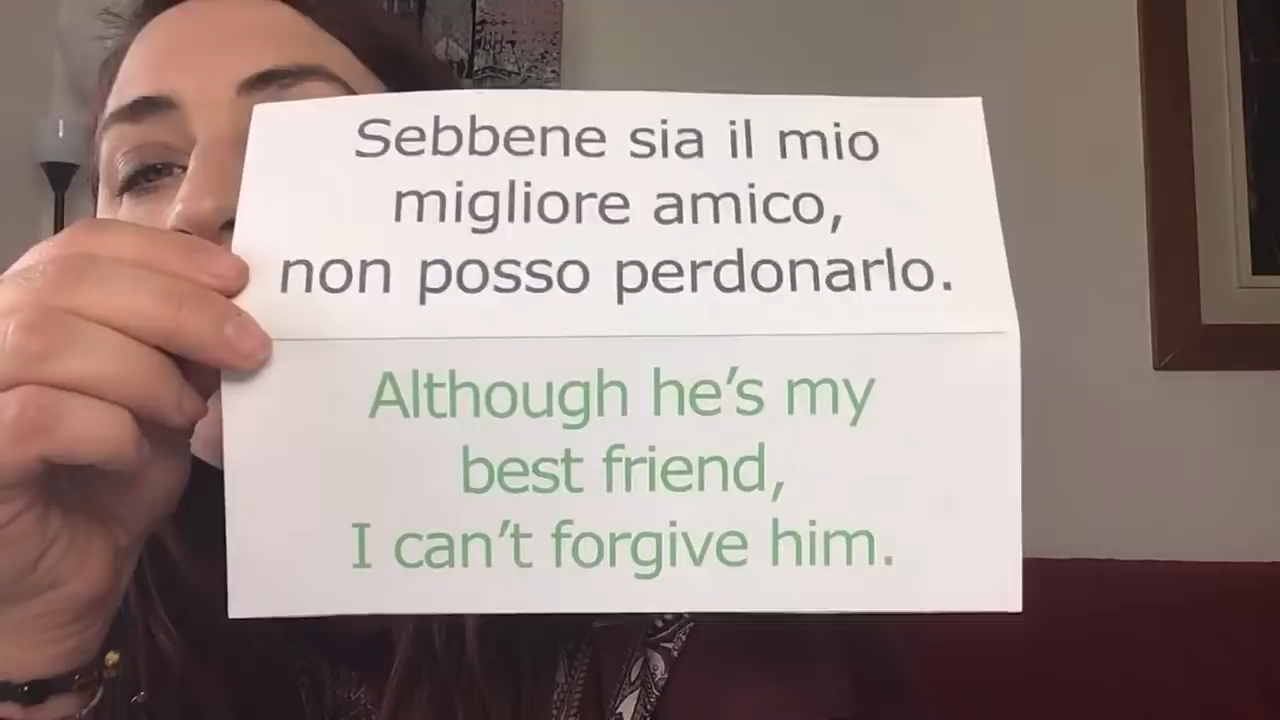 Sebbene sia il mio
migliore amico,
non posso perdonarlo.
Although he's my
best friend,
I can't forgive him.